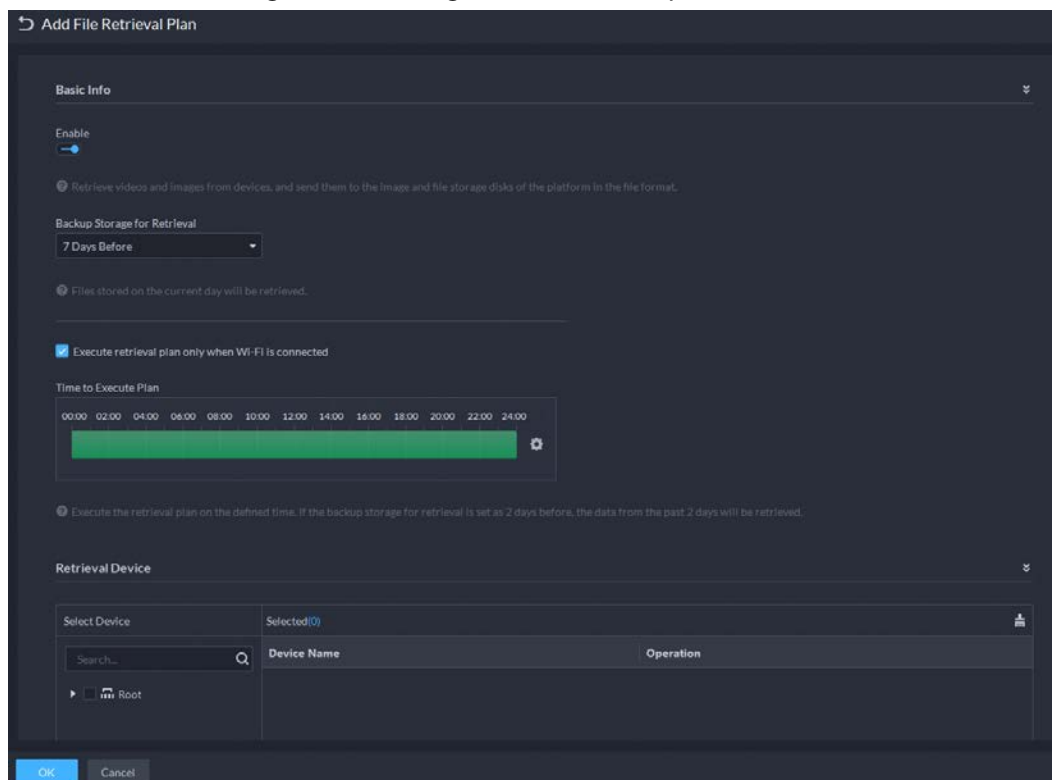 Add File Retrieval Plan
Basic Info
Enable
Retrieve videos and images from devices, and send them to the image and file storage disks of the platform in the file format.
Backup Storage for Retrieval
7 Days Before
Files stored on the current day will be retrieved.
Execute retrieval plan only when Wi-Fi is connected
Time to Execute Plan
00:00 02:00 04:00 06:00 08:00 10:00 12:00 14:00 16:00 18:00 20:00 22:00 24:00
Execute the retrieval plan on the defined time. If the backup storage for retrieval is set as 2 days before, the data from the past 2 days will be retrieved.
Retrieval Device
Select Device Selected(0)
Search... Device Name Operation
Root
OK Cancel